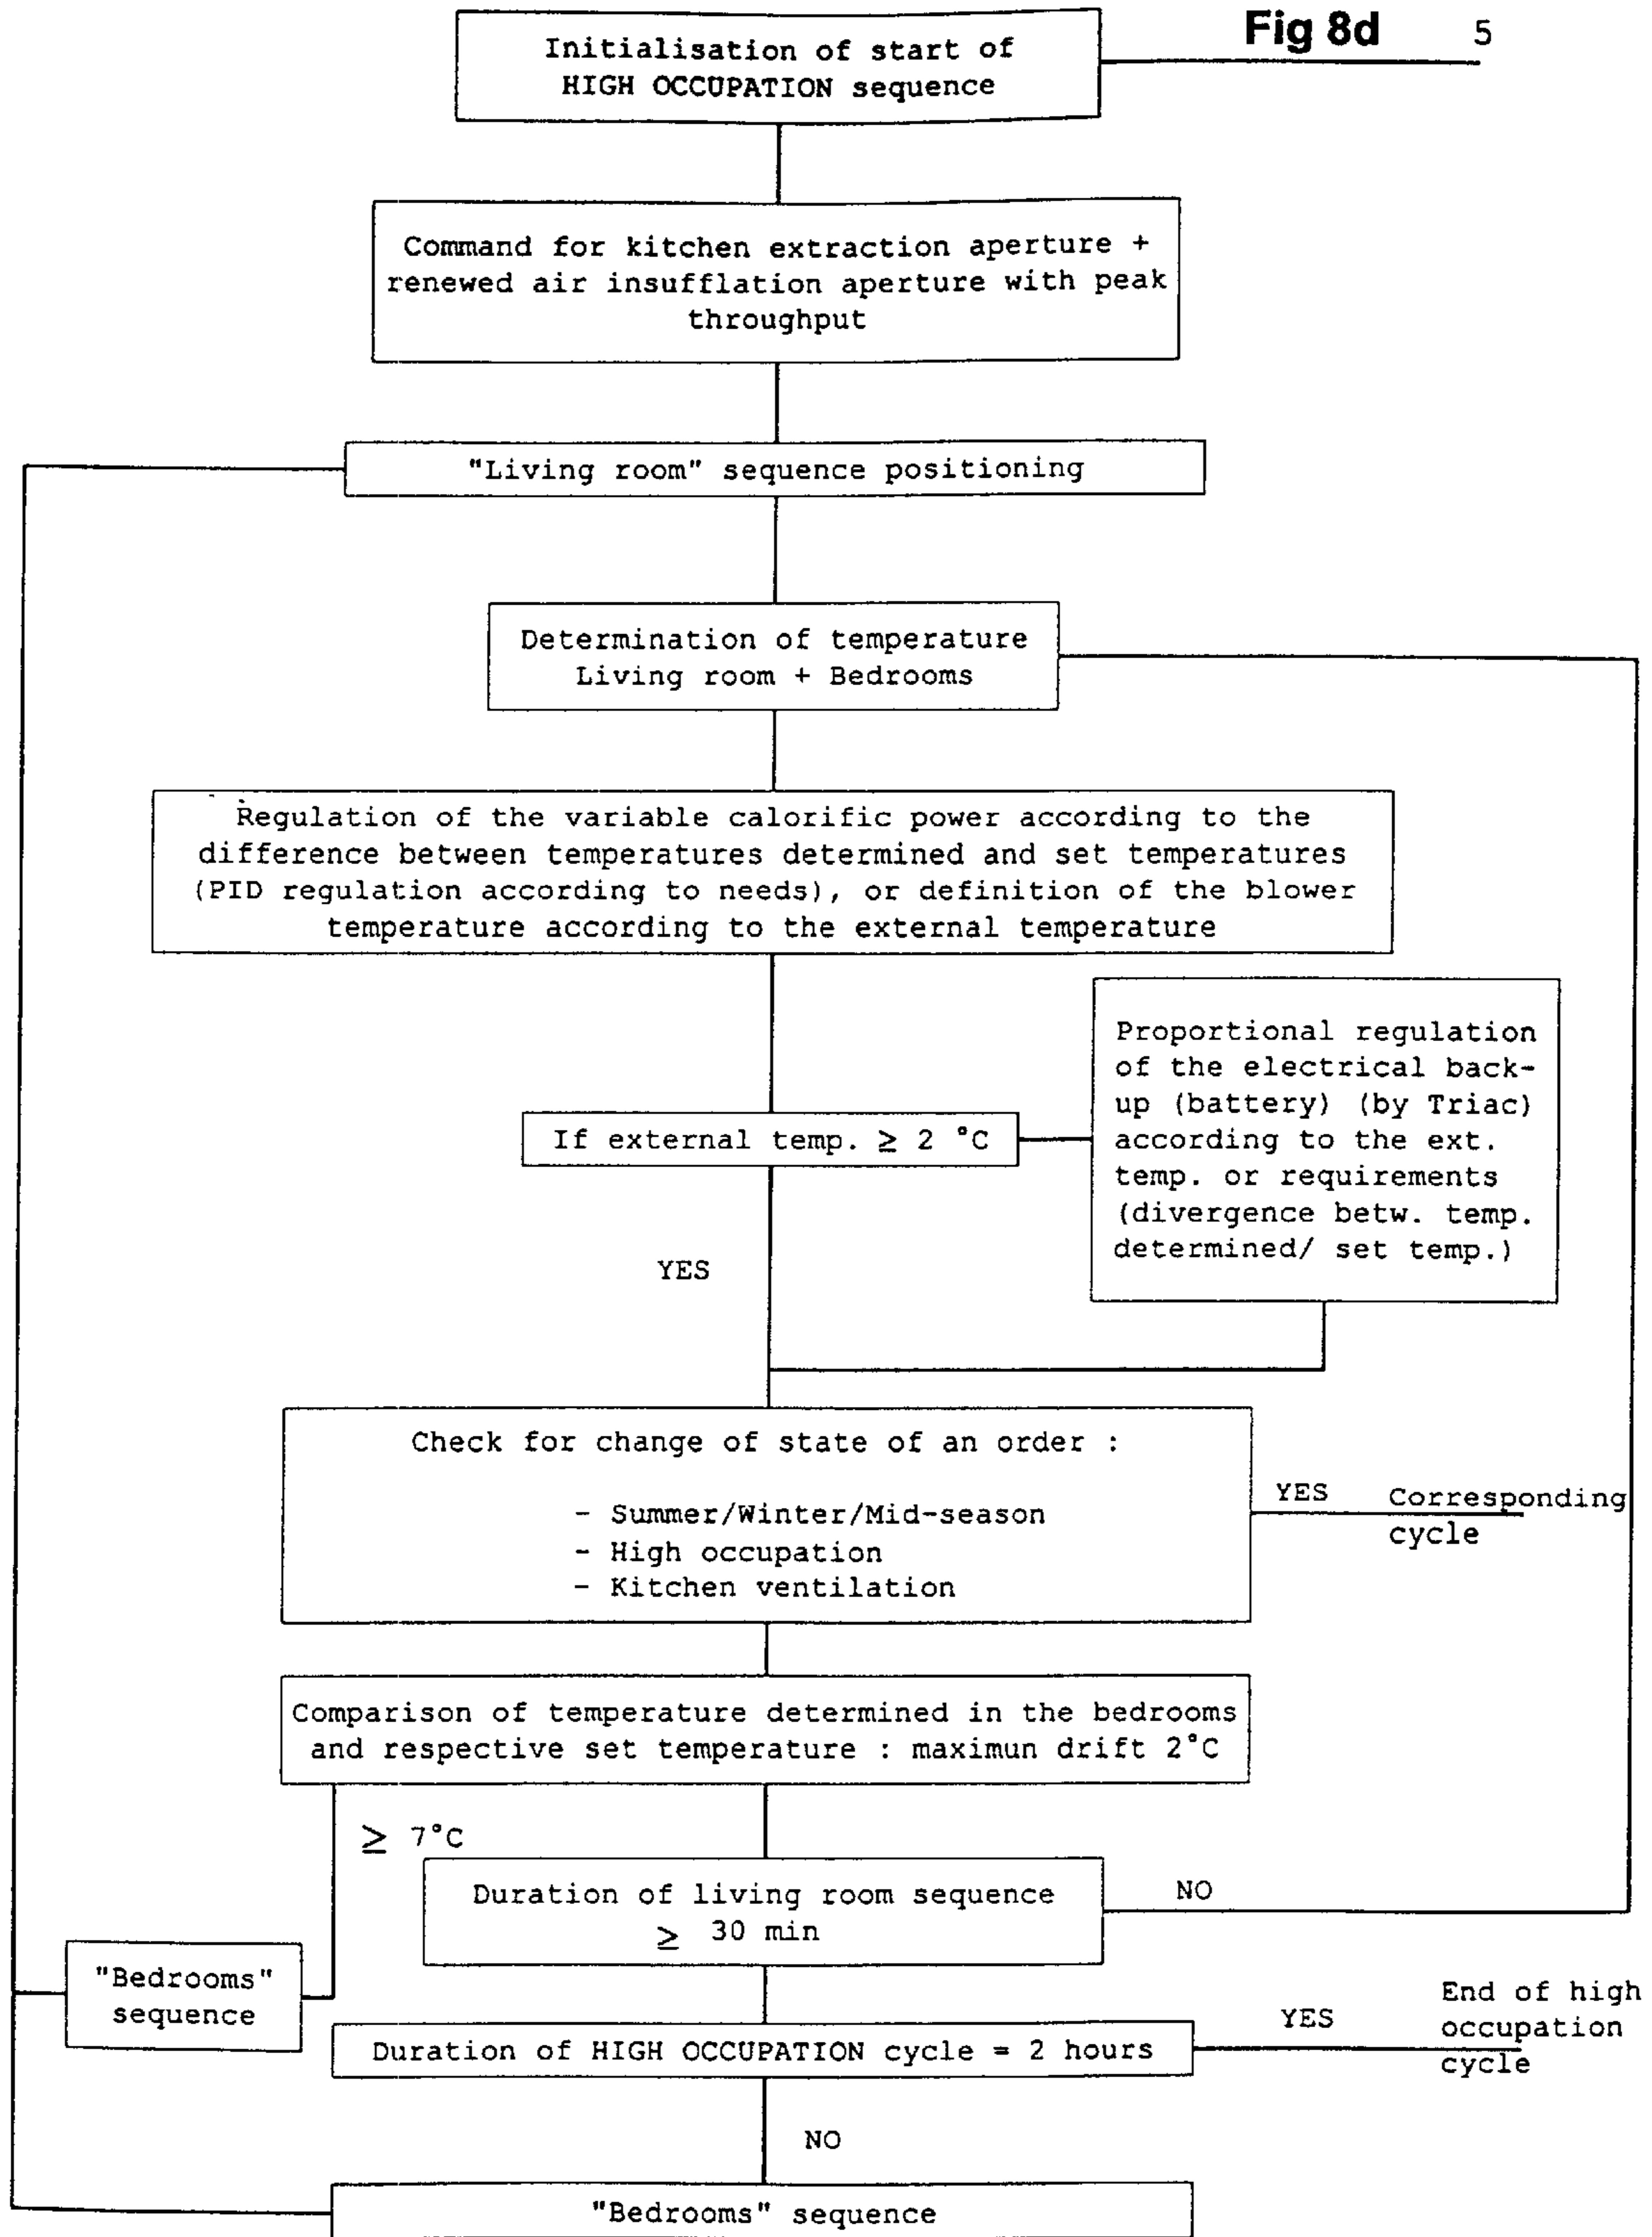 Fig 8d 5
Initialisation of start of
HIGH OCCUPATION sequence
Command for kitchen extraction aperture +
renewed air insufflation aperture with peak
throughput
"Living room" sequence positioning
Determination of temperature
Living room + Bedrooms
Regulation of the variable calorific power according to the
difference between temperatures determined and set temperatures
(PID regulation according to needs), or definition of the blower
temperature according to the external temperature
Proportional regulation
of the electrical back-
up (battery) (by Triac)
according to the ext.
temp. or requirements
(divergence betw. temp.
determined/ set temp.)
If external temp. ≥ 2 °C
YES
Check for change of state of an order :
- Summer/Winter/Mid-season
- High occupation
- Kitchen ventilation
YES
Corresponding
cycle
Comparison of temperature determined in the bedrooms
and respective set temperature : maximun drift 2°C
≥ 7°C
Duration of living room sequence
≥ 30 min
NO
"Bedrooms"
sequence
Duration of HIGH OCCUPATION cycle = 2 hours
YES
End of high
occupation
cycle
NO
"Bedrooms" sequence